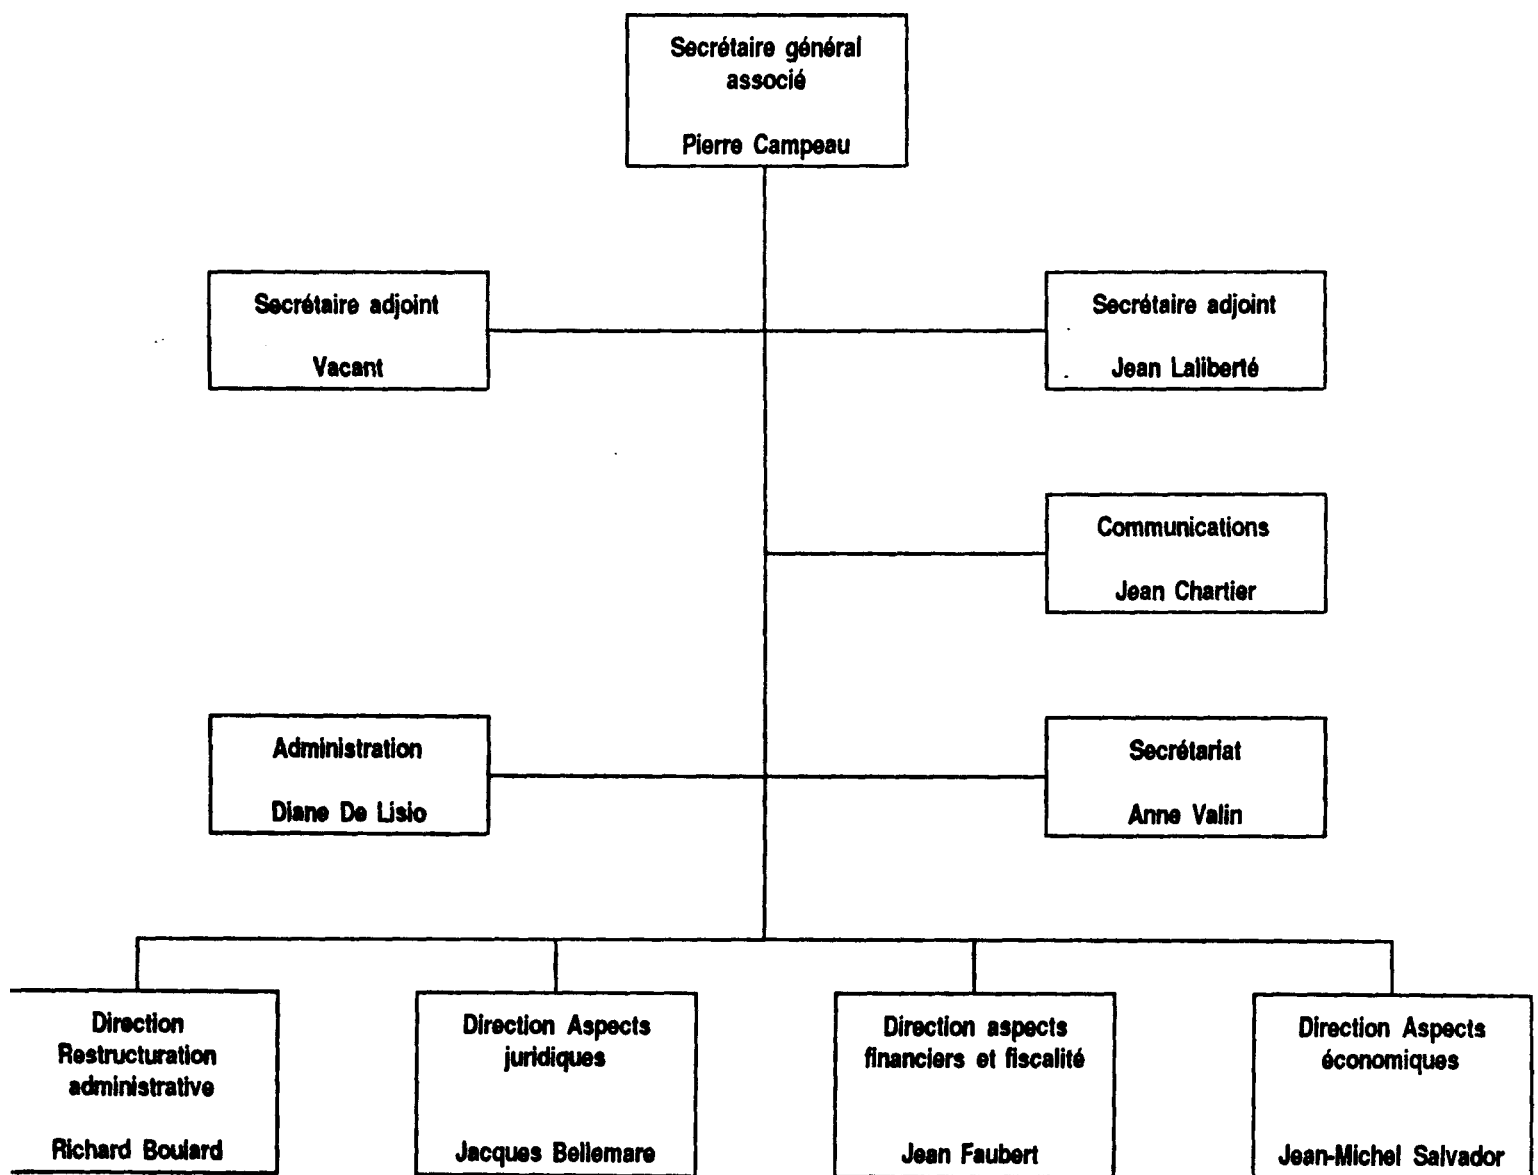 Secrétaire général
associé
Pierre Campeau
Secrétaire adjoint
Vacant
Secrétaire adjoint
Jean Laliberté
Communications
Jean Chartier
Administration
Diane De Lisio
Secrétariat
Anne Valin
Direction
Restructuration
administrative
Richard Boulard
Direction Aspects
juridiques
Jacques Bellemare
Direction aspects
financiers et fiscalité
Jean Faubert
Direction Aspects
économiques
Jean-Michel Salvador